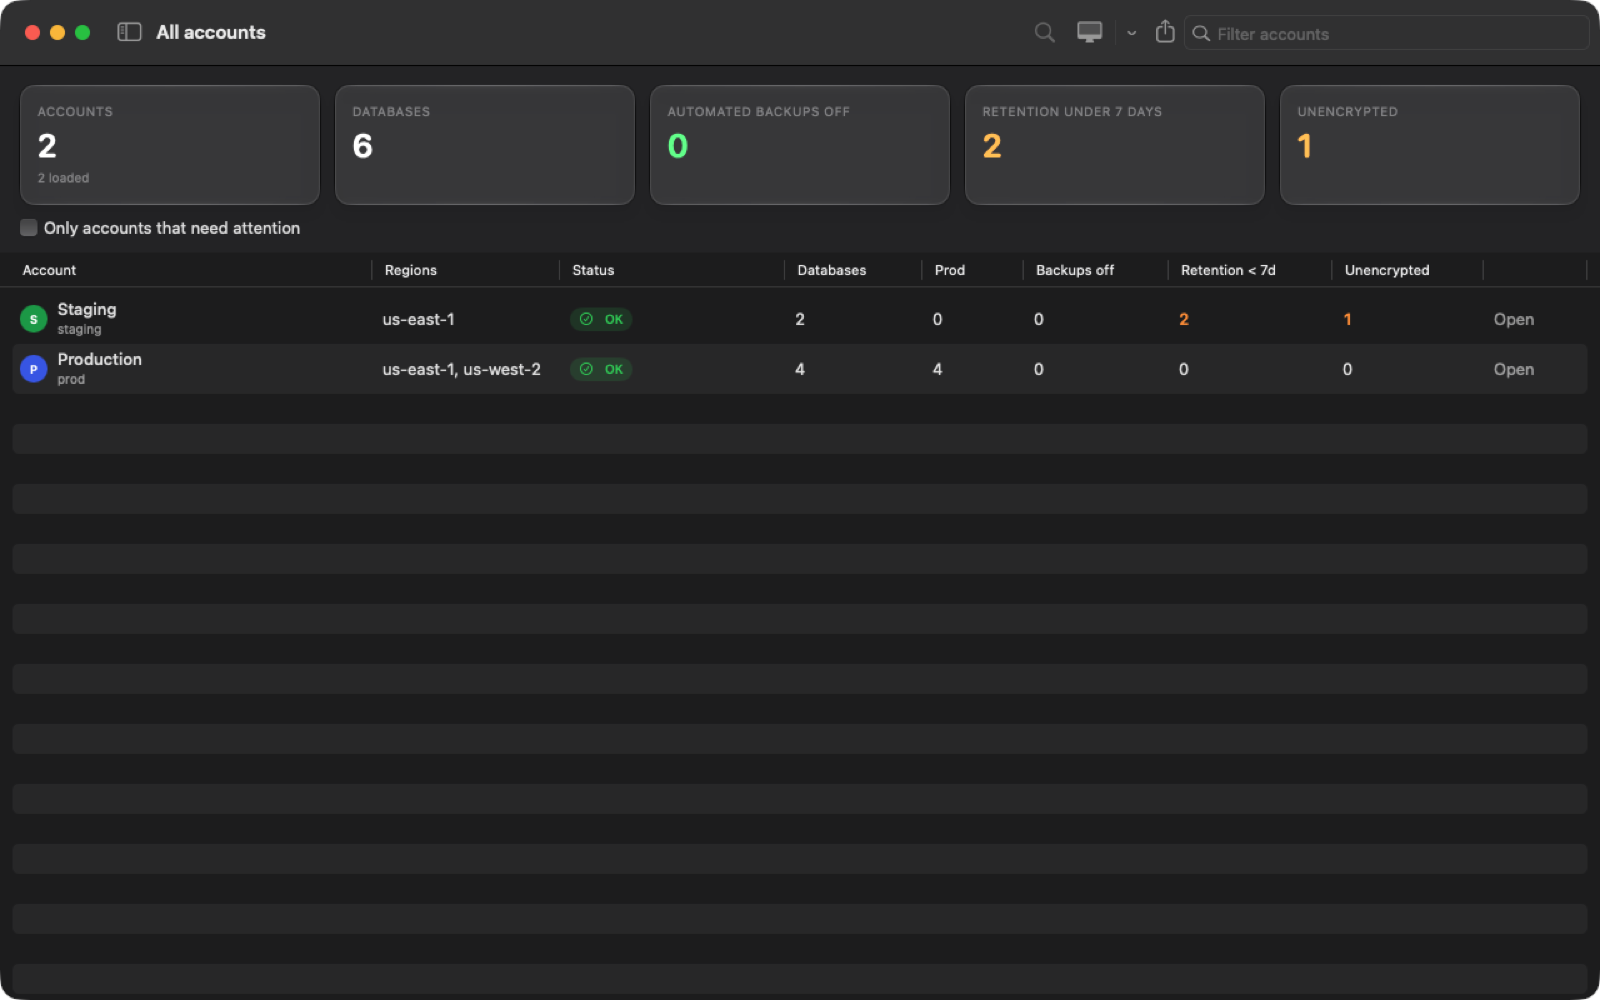 All accounts
Filter accounts
ACCOUNTS
2
2 loaded
DATABASES
6
AUTOMATED BACKUPS OFF
0
RETENTION UNDER 7 DAYS
2
UNENCRYPTED
1
Only accounts that need attention
Account Regions Status Databases Prod Backups off Retention < 7d Unencrypted
S Staging us-east-1 OK 2 0 0 2 1 Open
staging
P Production us-east-1, us-west-2 OK 4 4 0 0 0 Open
prod